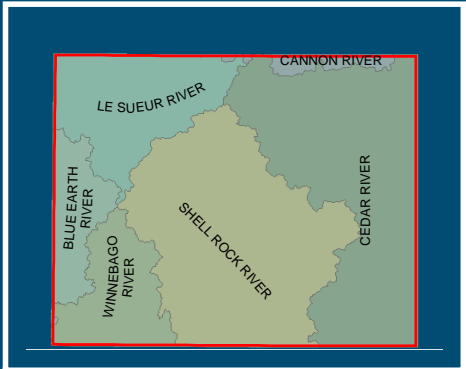 CANNON RIVER
LE SUEUR RIVER
BLUE EARTH
RIVER
WINNEBAGO
RIVER
SHELL ROCK RIVER
CEDAR RIVER